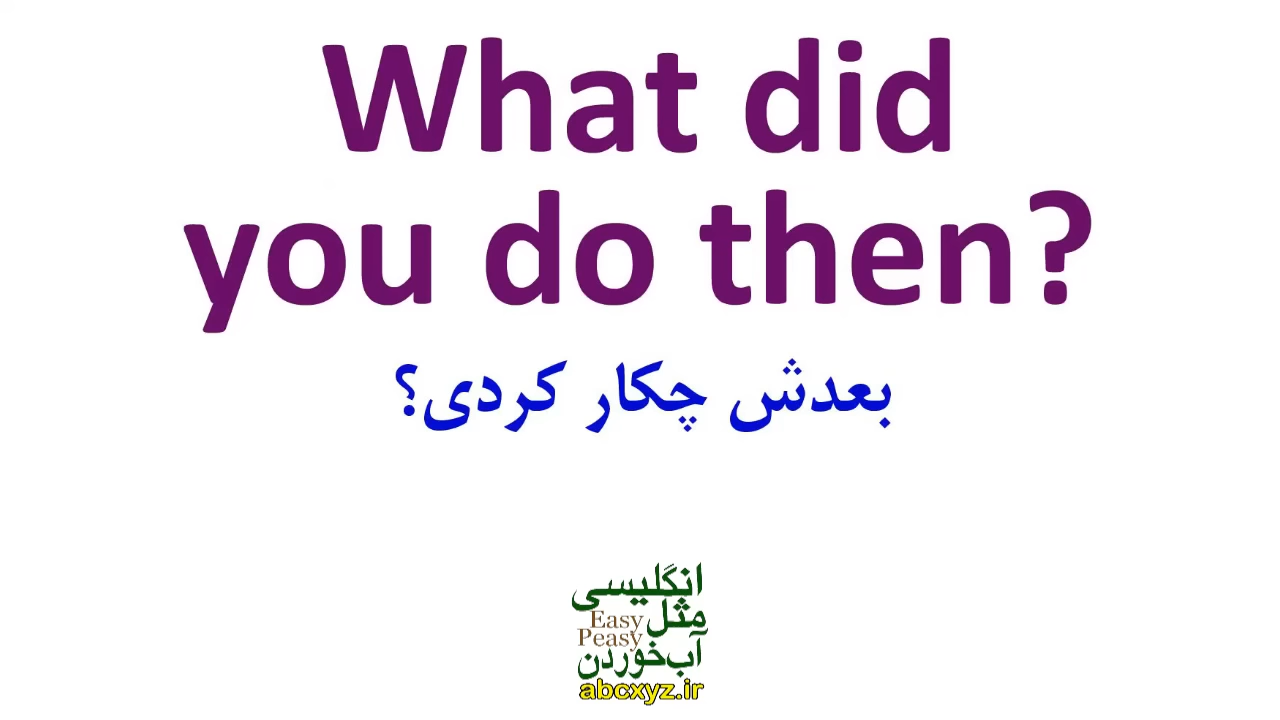 What did
you do then?
بعدش چکار کردی؟
انگلیسی
مثل
Easy
Peasy
آب‌خوردن
abcxyz.ir